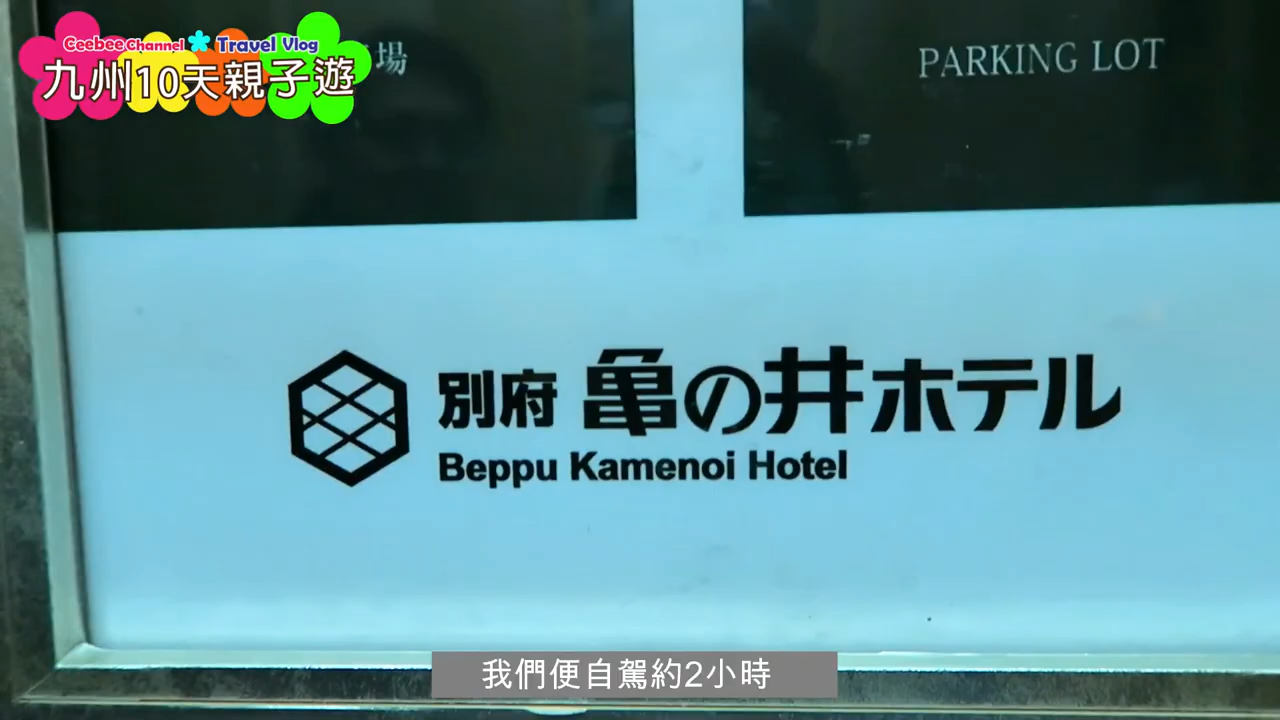 Ceebee Channel * Travel Vlog
九州10天親子遊
場
PARKING LOT
別府 亀の井ホテル
Beppu Kamenoi Hotel
我們便自駕約2小時